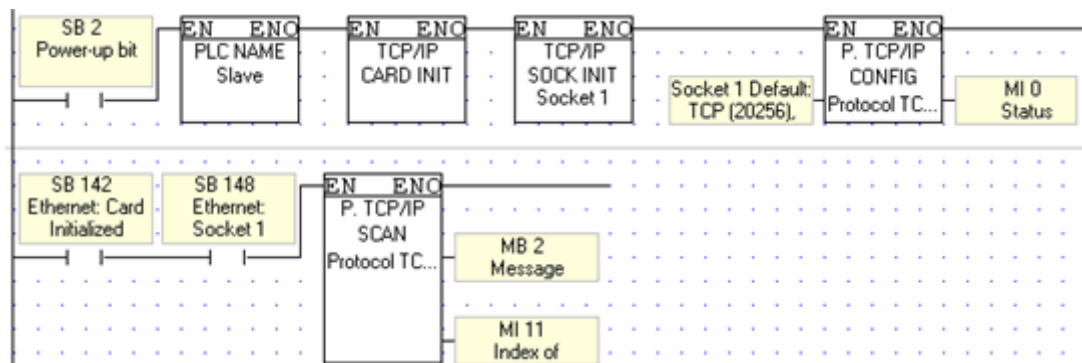 SB 2
Power-up bit
EN ENO
PLC NAME
Slave
EN ENO
TCP/IP
CARD INIT
EN ENO
TCP/IP
SOCK INIT
Socket 1
Socket 1 Default:
TCP (20256),
EN ENO
P. TCP/IP
CONFIG
Protocol TC...
MI 0
Status
SB 142
Ethernet: Card
Initialized
SB 148
Ethernet:
Socket 1
EN ENO
P. TCP/IP
SCAN
Protocol TC...
MB 2
Message
MI 11
Index of